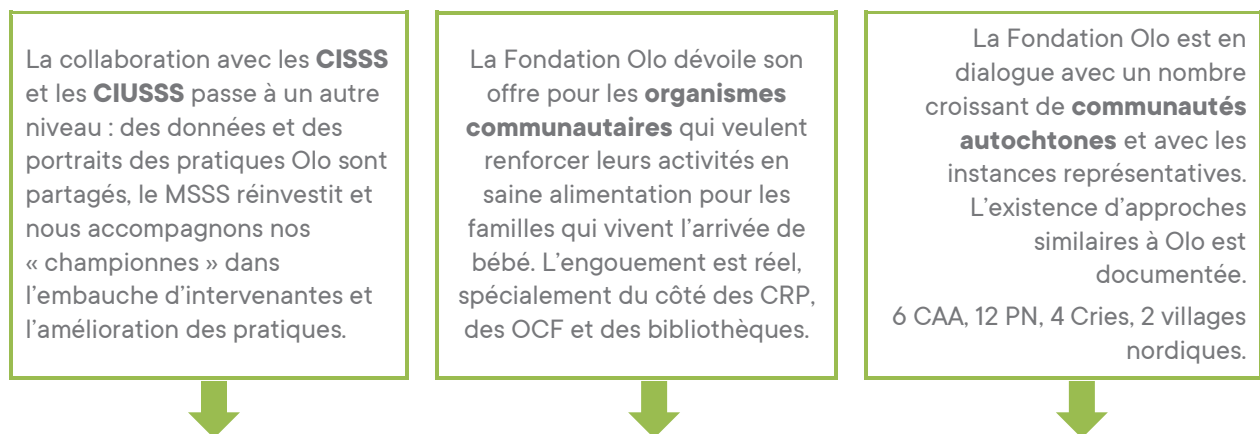 La collaboration avec les CISSS
et les CIUSSS passe à un autre
niveau : des données et des
portraits des pratiques Olo sont
partagés, le MSSS réinvestit et
nous accompagnons nos
« championnes » dans
l’embauche d’intervenantes et
l’amélioration des pratiques.
La Fondation Olo dévoile son
offre pour les organismes
communautaires qui veulent
renforcer leurs activités en
saine alimentation pour les
familles qui vivent l’arrivée de
bébé. L’engouement est réel,
spécialement du côté des CRP,
des OCF et des bibliothèques.
La Fondation Olo est en
dialogue avec un nombre
croissant de communautés
autochtones et avec les
instances représentatives.
L’existence d’approches
similaires à Olo est
documentée.
6 CAA, 12 PN, 4 Cries, 2 villages
nordiques.